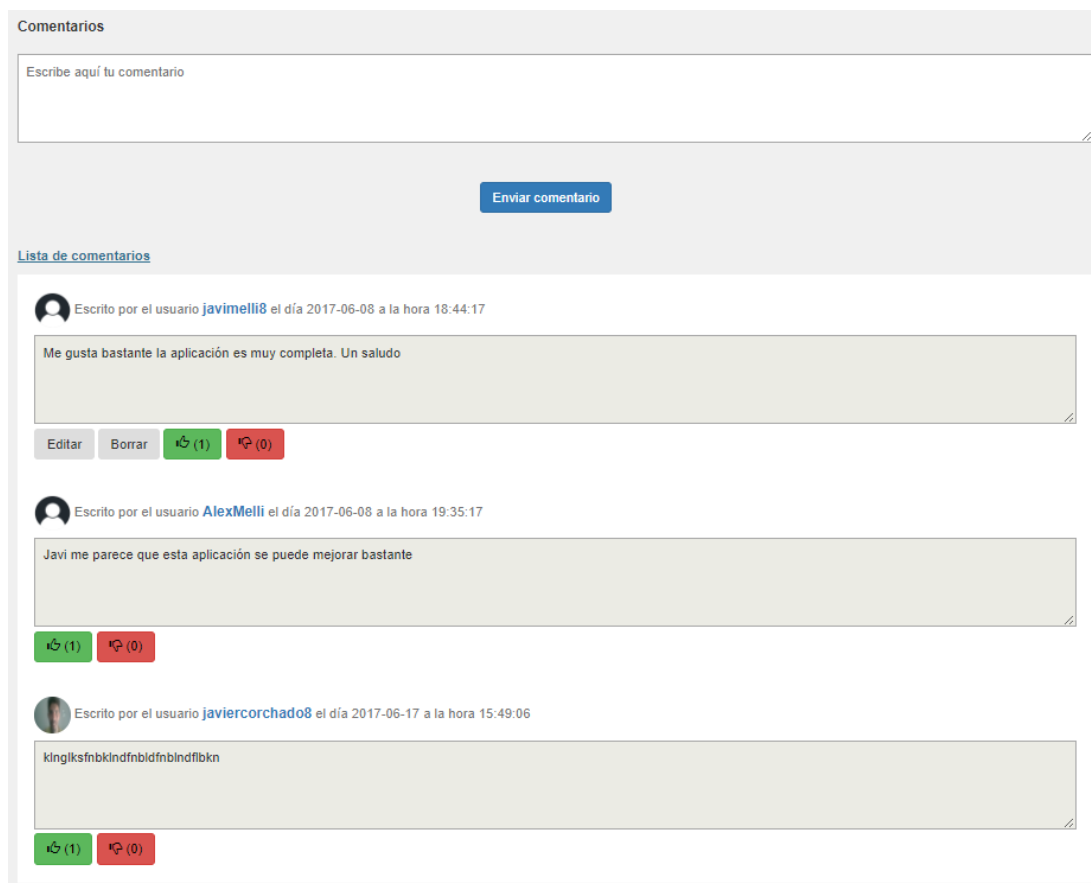 Comentarios
Escribe aquí tu comentario
Enviar comentario
Lista de comentarios
Escrito por el usuario javimelli8 el día 2017-06-08 a la hora 18:44:17
Me gusta bastante la aplicación es muy completa. Un saludo
Editar Borrar (1) (0)
Escrito por el usuario AlexMelli el día 2017-06-08 a la hora 19:35:17
Javi me parece que esta aplicación se puede mejorar bastante
(1) (0)
Escrito por el usuario javiercorchado8 el día 2017-06-17 a la hora 15:49:06
klnglksfnbklndfnbldfnblndflbkn
(1) (0)